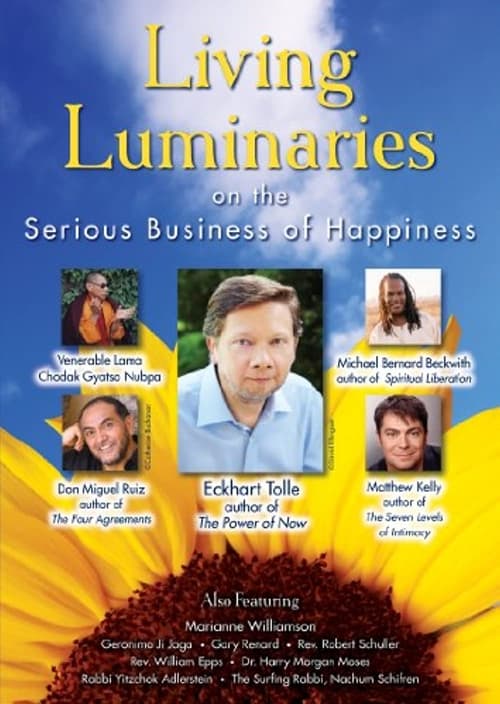 Living
Luminaries
on the
Serious Business of Happiness
Venerable Lama
Chodak Gyatso Nubpa
Michael Bernard Beckwith
author of Spiritual Liberation
Don Miguel Ruiz
author of
The Four Agreements
Eckhart Tolle
author of
The Power of Now
Matthew Kelly
author of
The Seven Levels
of Intimacy
Also Featuring
Marianne Williamson
Geronimo Ji Jaga • Gary Renard • Rev. Robert Schuller
Rev. William Epps • Dr. Harry Morgan Moses
Rabbi Yitzchok Adlerstein • The Surfing Rabbi, Nachum Shifren